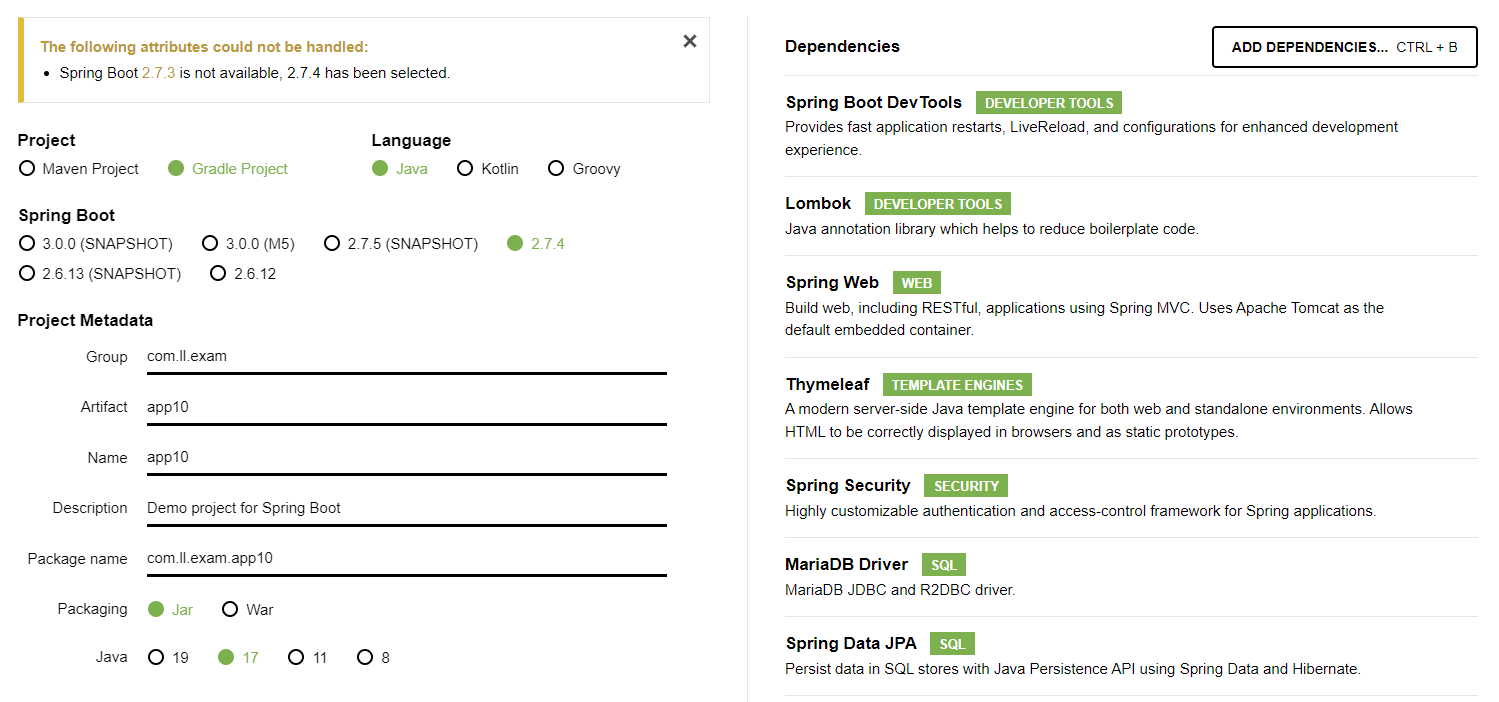 The following attributes could not be handled:
• Spring Boot 2.7.3 is not available, 2.7.4 has been selected.
Project
Maven Project Gradle Project
Language
Java Kotlin Groovy
Spring Boot
3.0.0 (SNAPSHOT) 3.0.0 (M5) 2.7.5 (SNAPSHOT) 2.7.4
2.6.13 (SNAPSHOT) 2.6.12
Project Metadata
Group com.ll.exam
Artifact app10
Name app10
Description Demo project for Spring Boot
Package name com.ll.exam.app10
Packaging Jar War
Java 19 17 11 8
Dependencies
ADD DEPENDENCIES... CTRL + B
Spring Boot DevTools DEVELOPER TOOLS
Provides fast application restarts, LiveReload, and configurations for enhanced development
experience.
Lombok DEVELOPER TOOLS
Java annotation library which helps to reduce boilerplate code.
Spring Web WEB
Build web, including RESTful, applications using Spring MVC. Uses Apache Tomcat as the
default embedded container.
Thymeleaf TEMPLATE ENGINES
A modern server-side Java template engine for both web and standalone environments. Allows
HTML to be correctly displayed in browsers and as static prototypes.
Spring Security SECURITY
Highly customizable authentication and access-control framework for Spring applications.
MariaDB Driver SQL
MariaDB JDBC and R2DBC driver.
Spring Data JPA SQL
Persist data in SQL stores with Java Persistence API using Spring Data and Hibernate.